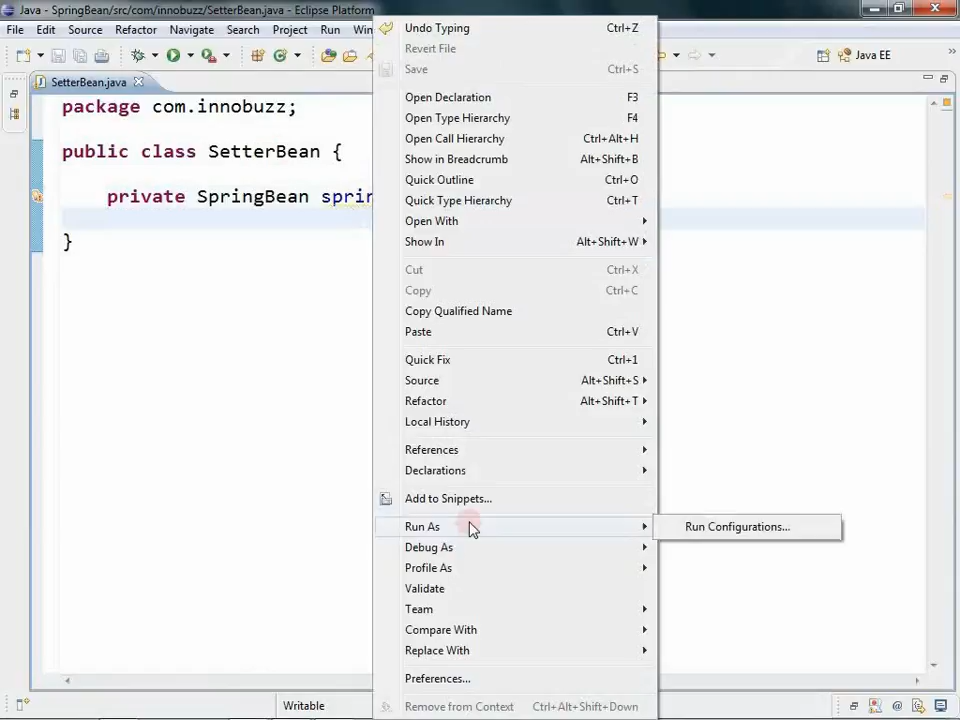 Java - SpringBean/src/com/innobuzz/SetterBean.java - Eclipse Platform
File Edit Source Refactor Navigate Search Project Run
Java EE
SetterBean.java
package com.innobuzz;
public class SetterBean {
private SpringBean
}
Undo Typing Ctrl+Z
Revert File
Save Ctrl+S
Open Declaration F3
Open Type Hierarchy F4
Open Call Hierarchy Ctrl+Alt+H
Show in Breadcrumb Alt+Shift+B
Quick Outline Ctrl+O
Quick Type Hierarchy Ctrl+T
Open With
Show In Alt+Shift+W
Cut Ctrl+X
Copy Ctrl+C
Copy Qualified Name
Paste Ctrl+V
Quick Fix Ctrl+1
Source Alt+Shift+S
Refactor Alt+Shift+T
Local History
References
Declarations
Add to Snippets...
Run As
Run Configurations...
Debug As
Profile As
Validate
Team
Compare With
Replace With
Preferences...
Remove from Context Ctrl+Alt+Shift+Down
Writable